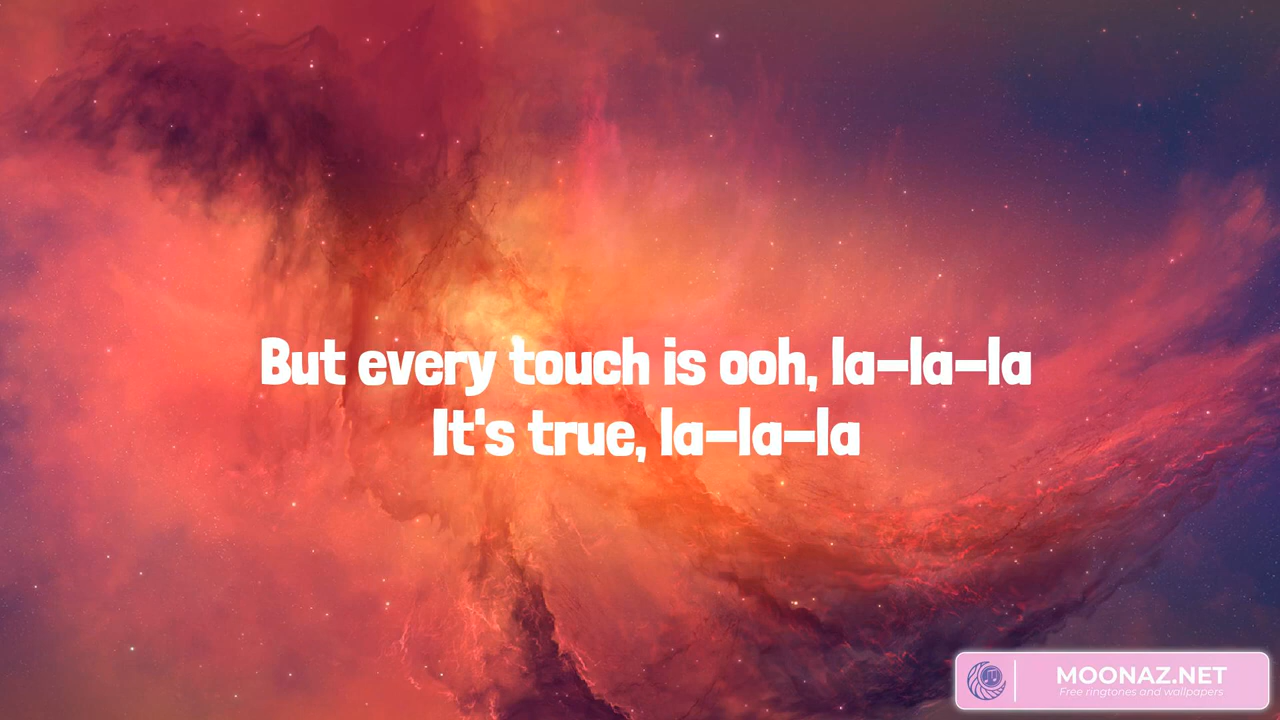 But every touch is ooh, la-la-la
It's true, la-la-la
MOONAZ.NET
Free ringtones and wallpapers